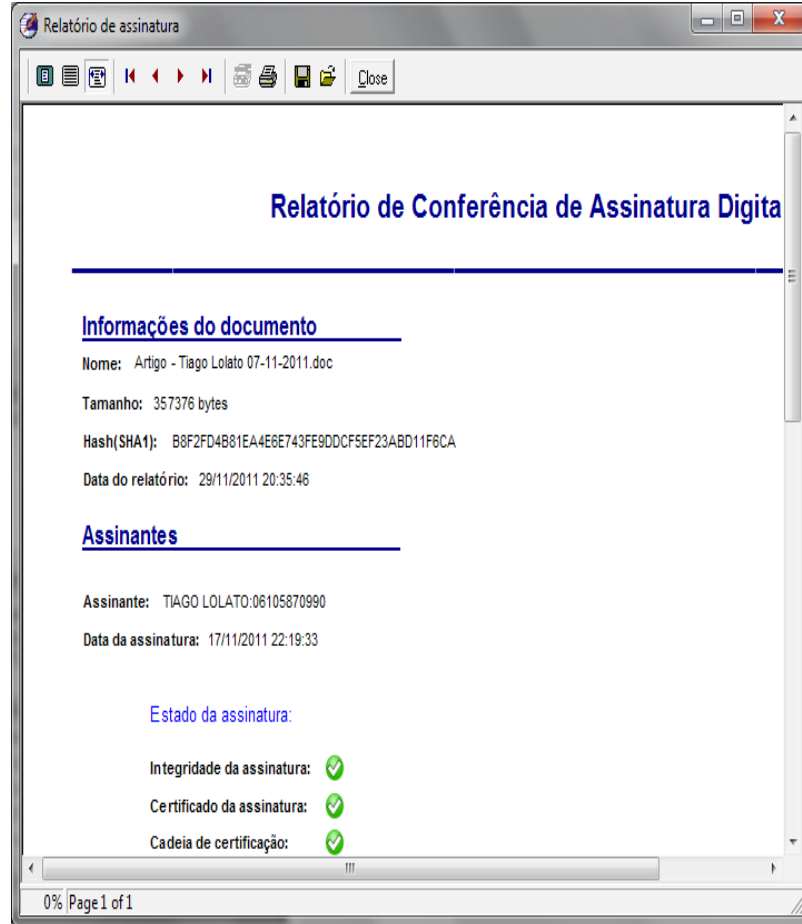 Relatório de assinatura
Close
Relatório de Conferência de Assinatura Digita
Informações do documento
Nome: Artigo - Tiago Lolato 07-11-2011.doc
Tamanho: 357376 bytes
Hash(SHA1): B8F2FD4B81EA4E6E743FE9DDCF5EF23ABD11F6CA
Data do relatório: 29/11/2011 20:35:46
Assinantes
Assinante: TIAGO LOLATO:06105870990
Data da assinatura: 17/11/2011 22:19:33
Estado da assinatura:
Integridade da assinatura:
Certificado da assinatura:
Cadeia de certificação:
0% Page 1 of 1